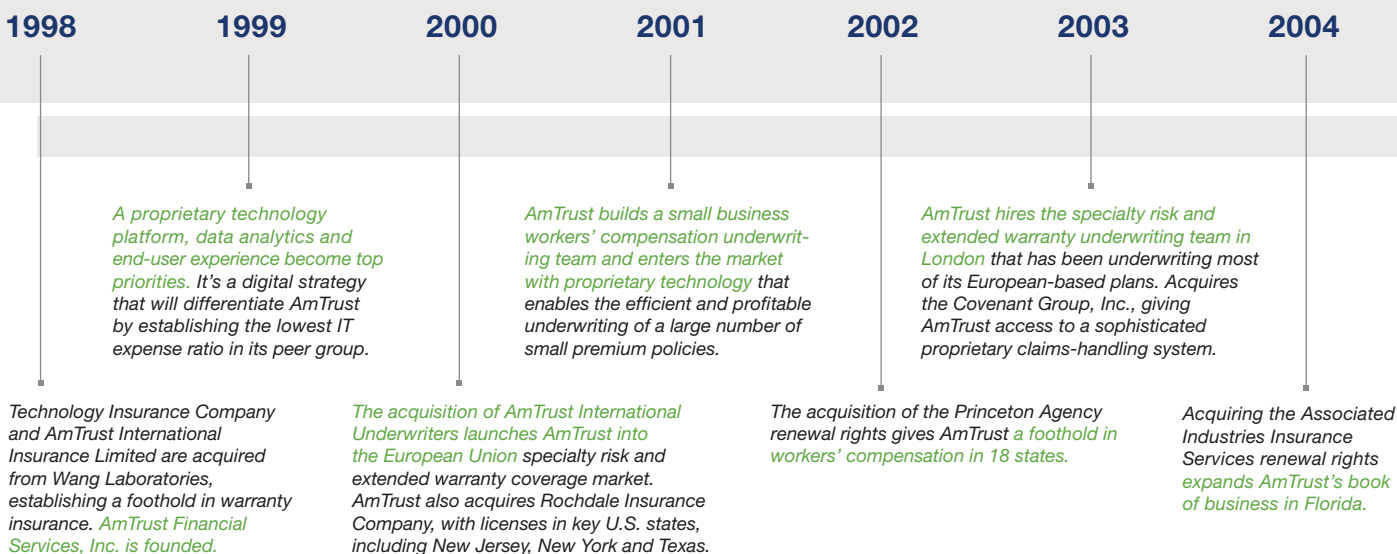 1998 1999 2000 2001 2002 2003 2004
A proprietary technology
platform, data analytics and
end-user experience become top
priorities. It's a digital strategy
that will differentiate AmTrust
by establishing the lowest IT
expense ratio in its peer group.
AmTrust builds a small business
workers' compensation underwrit-
ing team and enters the market
with proprietary technology that
enables the efficient and profitable
underwriting of a large number of
small premium policies.
AmTrust hires the specialty risk and
extended warranty underwriting team in
London that has been underwriting most
of its European-based plans. Acquires
the Covenant Group, Inc., giving
AmTrust access to a sophisticated
proprietary claims-handling system.
Technology Insurance Company
and AmTrust International
Insurance Limited are acquired
from Wang Laboratories,
establishing a foothold in warranty
insurance. AmTrust Financial
Services, Inc. is founded.
The acquisition of AmTrust International
Underwriters launches AmTrust into
the European Union specialty risk and
extended warranty coverage market.
AmTrust also acquires Rochdale Insurance
Company, with licenses in key U.S. states,
including New Jersey, New York and Texas.
The acquisition of the Princeton Agency
renewal rights gives AmTrust a foothold in
workers' compensation in 18 states.
Acquiring the Associated
Industries Insurance
Services renewal rights
expands AmTrust's book
of business in Florida.